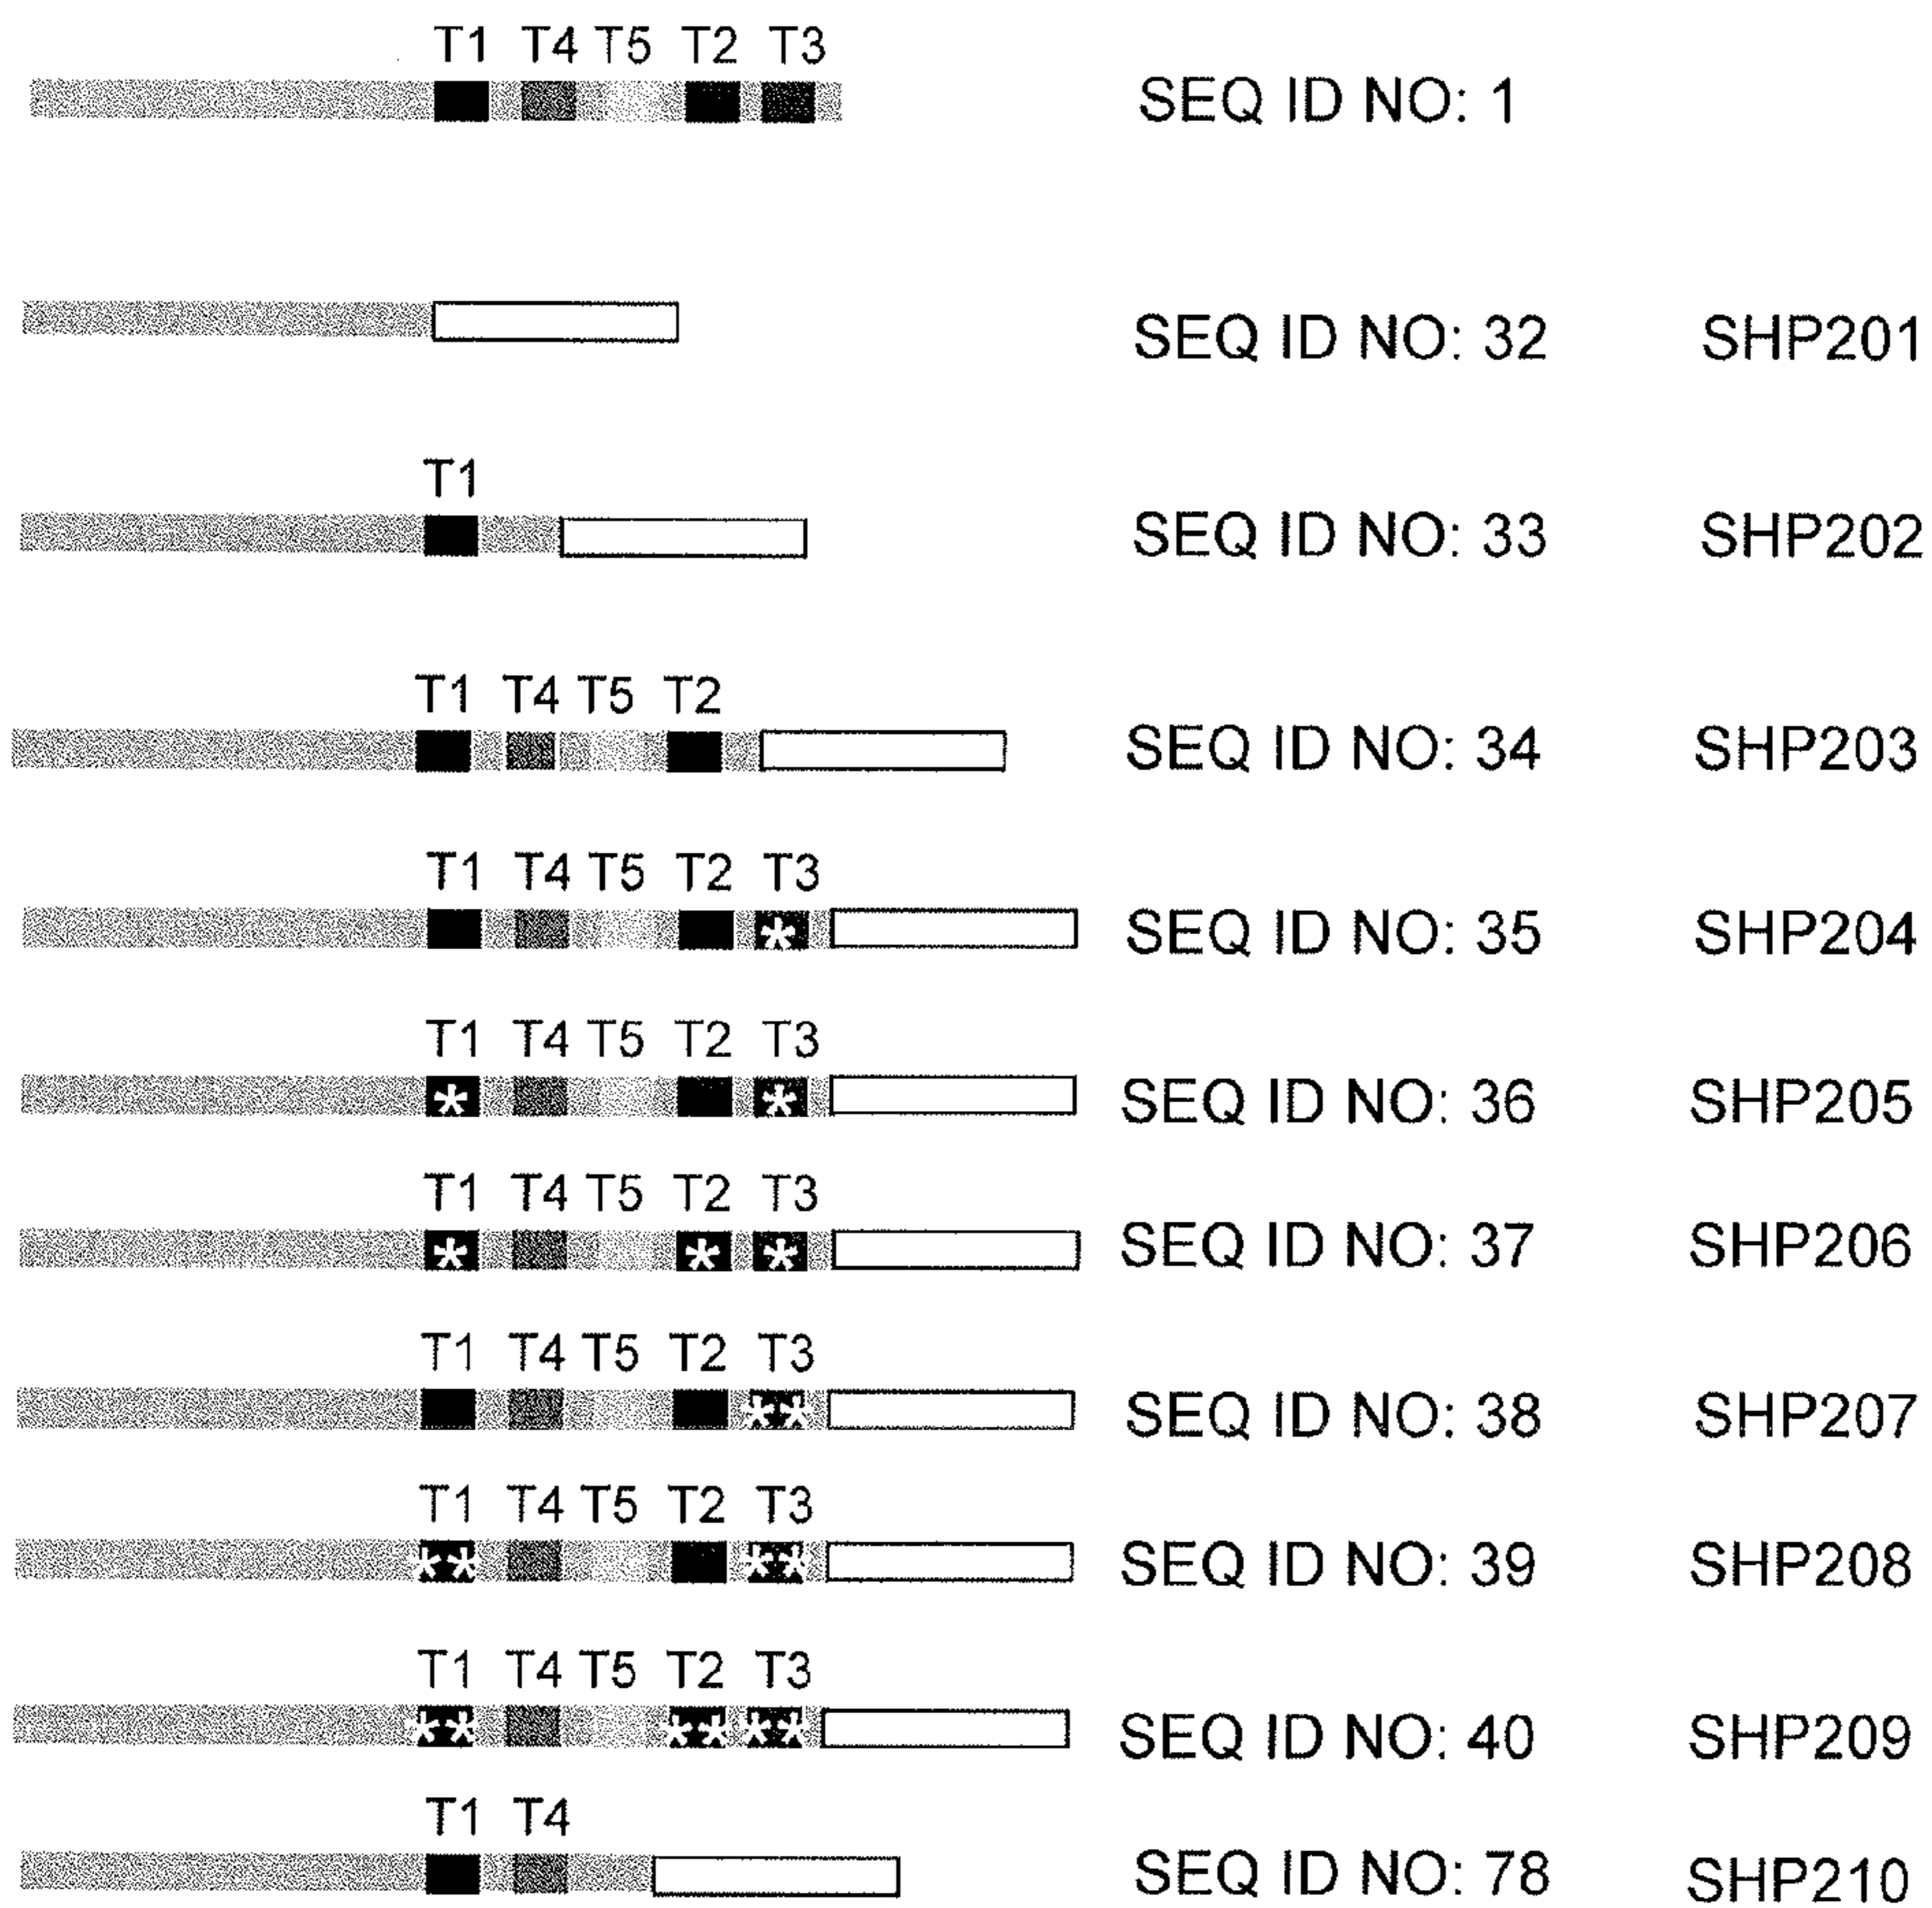 T1 T4 T5 T2 T3
SEQ ID NO: 1
SEQ ID NO: 32 SHP201
T1
SEQ ID NO: 33 SHP202
T1 T4 T5 T2
SEQ ID NO: 34 SHP203
T1 T4 T5 T2 T3
* SEQ ID NO: 35 SHP204
T1 T4 T5 T2 T3
* * SEQ ID NO: 36 SHP205
T1 T4 T5 T2 T3
* * * SEQ ID NO: 37 SHP206
T1 T4 T5 T2 T3
** SEQ ID NO: 38 SHP207
T1 T4 T5 T2 T3
** ** SEQ ID NO: 39 SHP208
T1 T4 T5 T2 T3
** ** ** SEQ ID NO: 40 SHP209
T1 T4
SEQ ID NO: 78 SHP210